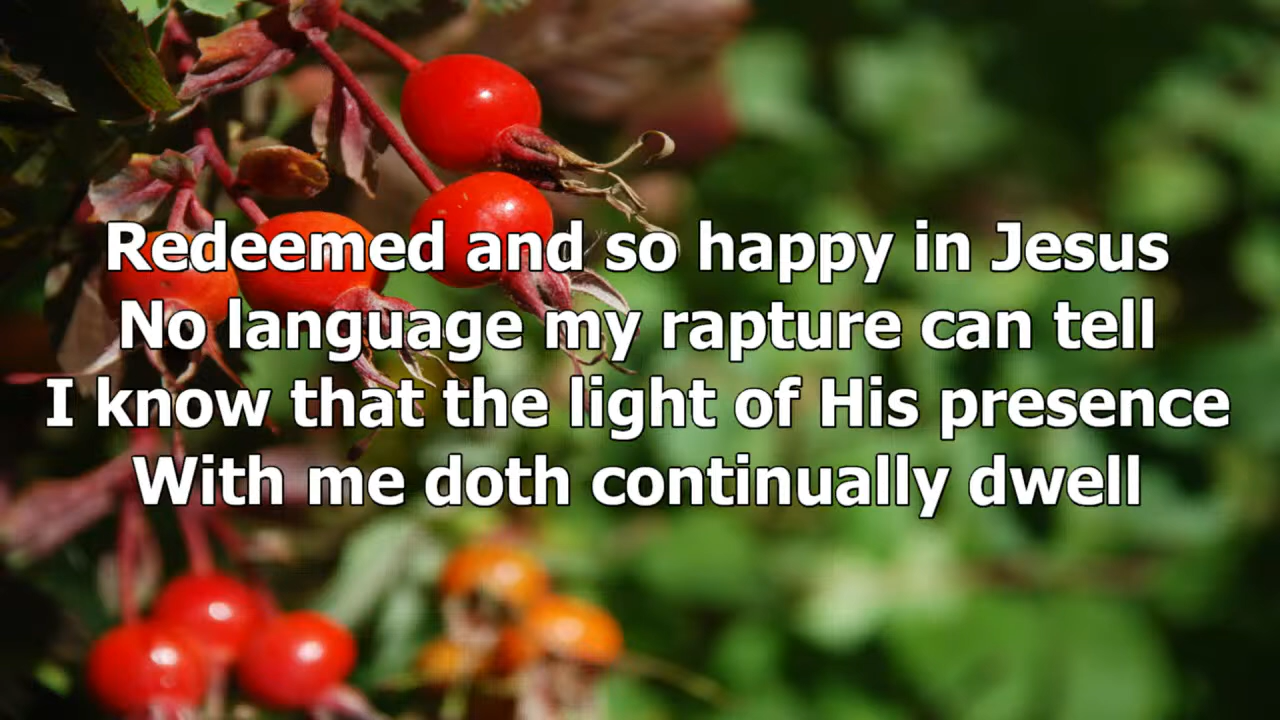 Redeemed and so happy in Jesus
No language my rapture can tell
I know that the light of His presence
With me doth continually dwell